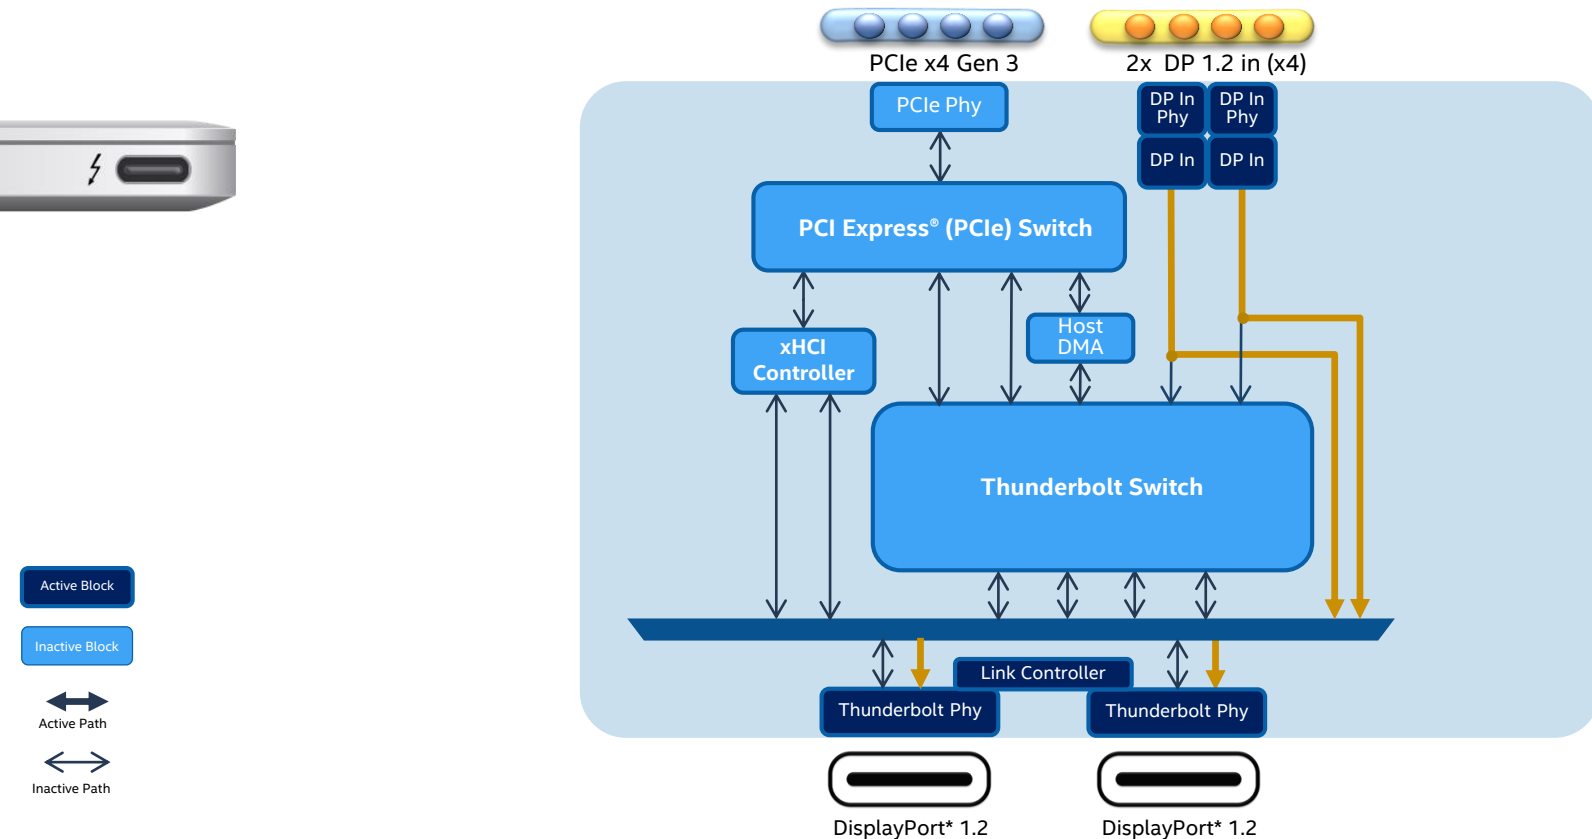 PCIe x4 Gen 3
2x DP 1.2 in (x4)
PCIe Phy
DP In
Phy
DP In
Phy
DP In
DP In
PCI Express® (PCIe) Switch
Host
DMA
xHCI
Controller
Thunderbolt Switch
Active Block
Inactive Block
Active Path
Inactive Path
Link Controller
Thunderbolt Phy
Thunderbolt Phy
DisplayPort* 1.2
DisplayPort* 1.2